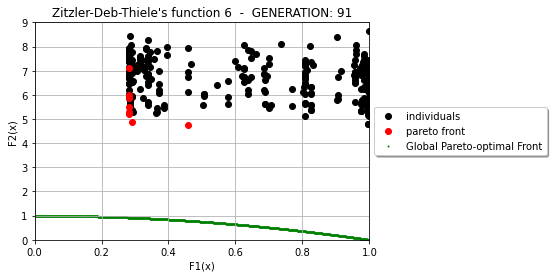 Zitzler-Deb-Thiele's function 6 - GENERATION: 91
F2(x)
9
8
7
6
5
4
3
2
1
0
0.0 0.2 0.4 0.6 0.8 1.0
F1(x)
individuals
pareto front
Global Pareto-optimal Front